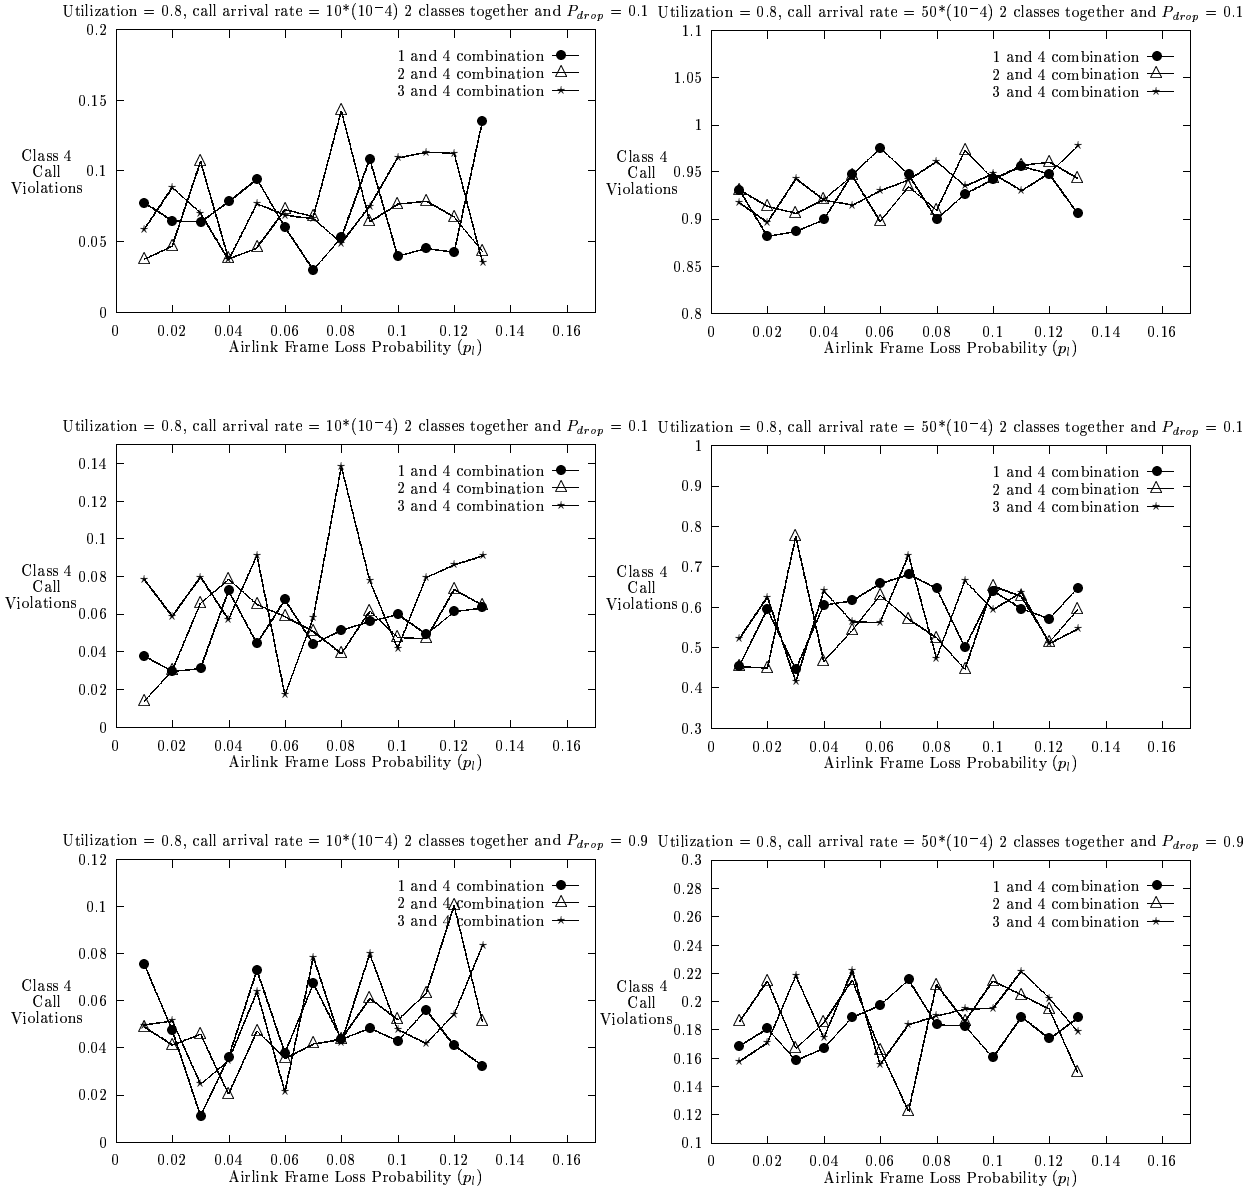 Utilization = 0.8, call arrival rate = 10*(10−4) 2 classes together and P_drop = 0.1
0.2
0.15
0.1
0.05
0
Class 4
Call
Violations
1 and 4 combination
2 and 4 combination
3 and 4 combination
0 0.02 0.04 0.06 0.08 0.1 0.12 0.14 0.16
Airlink Frame Loss Probability (p_l)
Utilization = 0.8, call arrival rate = 50*(10−4) 2 classes together and P_drop = 0.1
1.1
1.05
1
0.95
0.9
0.85
0.8
Class 4
Call
Violations
1 and 4 combination
2 and 4 combination
3 and 4 combination
0 0.02 0.04 0.06 0.08 0.1 0.12 0.14 0.16
Airlink Frame Loss Probability (p_l)
Utilization = 0.8, call arrival rate = 10*(10−4) 2 classes together and P_drop = 0.1
0.14
0.12
0.1
0.08
0.06
0.04
0.02
0
Class 4
Call
Violations
1 and 4 combination
2 and 4 combination
3 and 4 combination
0 0.02 0.04 0.06 0.08 0.1 0.12 0.14 0.16
Airlink Frame Loss Probability (p_l)
Utilization = 0.8, call arrival rate = 50*(10−4) 2 classes together and P_drop = 0.1
1
0.9
0.8
0.7
0.6
0.5
0.4
0.3
Class 4
Call
Violations
1 and 4 combination
2 and 4 combination
3 and 4 combination
0 0.02 0.04 0.06 0.08 0.1 0.12 0.14 0.16
Airlink Frame Loss Probability (p_l)
Utilization = 0.8, call arrival rate = 10*(10−4) 2 classes together and P_drop = 0.9
0.12
0.1
0.08
0.06
0.04
0.02
0
Class 4
Call
Violations
1 and 4 combination
2 and 4 combination
3 and 4 combination
0 0.02 0.04 0.06 0.08 0.1 0.12 0.14 0.16
Airlink Frame Loss Probability (p_l)
Utilization = 0.8, call arrival rate = 50*(10−4) 2 classes together and P_drop = 0.9
0.3
0.28
0.26
0.24
0.22
0.2
0.18
0.16
0.14
0.12
0.1
Class 4
Call
Violations
1 and 4 combination
2 and 4 combination
3 and 4 combination
0 0.02 0.04 0.06 0.08 0.1 0.12 0.14 0.16
Airlink Frame Loss Probability (p_l)